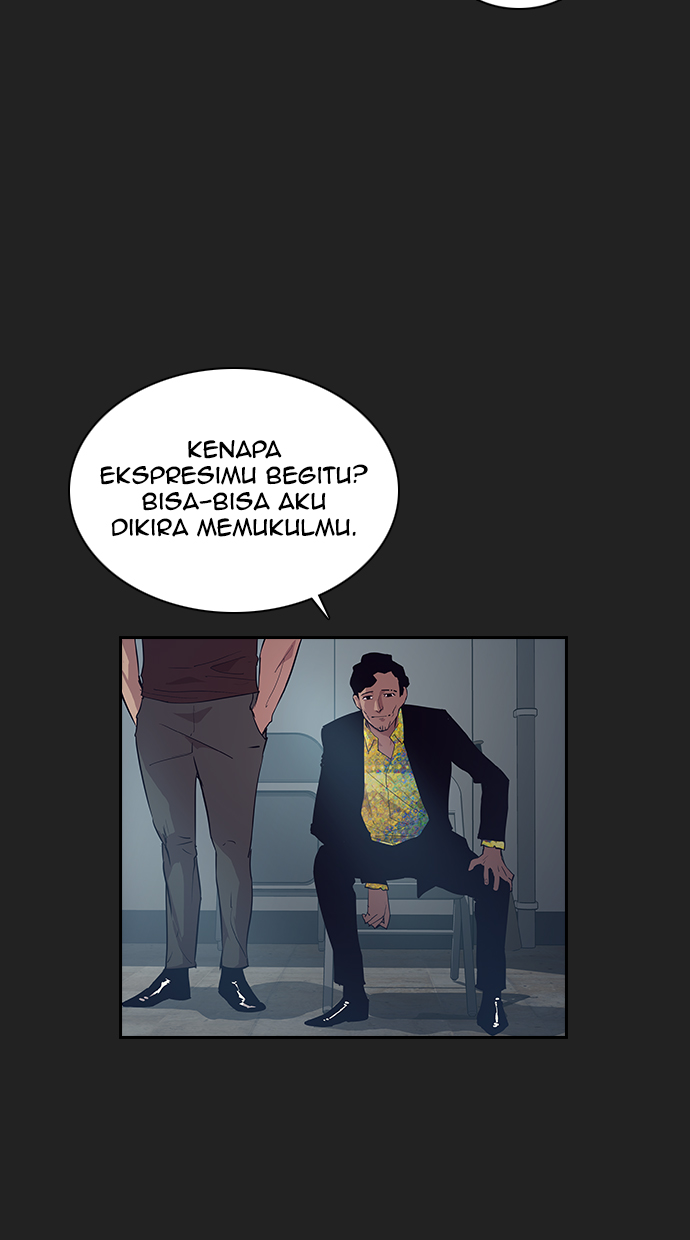 KENAPA
EKSPRESIMU BEGITU?
BISA-BISA AKU
DIKIRA MEMUKULMU.